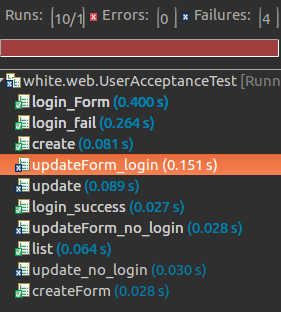 Runs: 10/1 Errors: 0 Failures: 4
white.web.UserAcceptanceTest [Runn
login_Form (0.400 s)
login_fail (0.264 s)
create (0.081 s)
updateForm_login (0.151 s)
update (0.089 s)
login_success (0.027 s)
updateForm_no_login (0.028 s)
list (0.064 s)
update_no_login (0.030 s)
createForm (0.028 s)